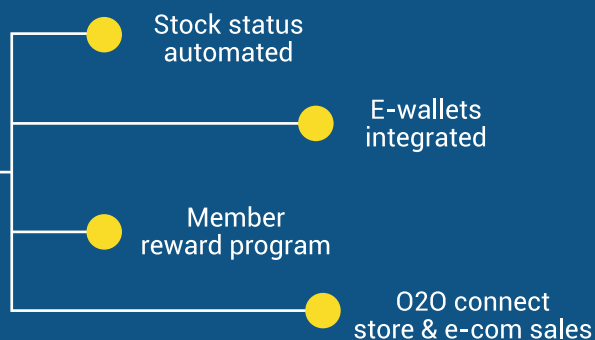 Stock status
automated
E-wallets
integrated
Member
reward program
O2O connect
store & e-com sales